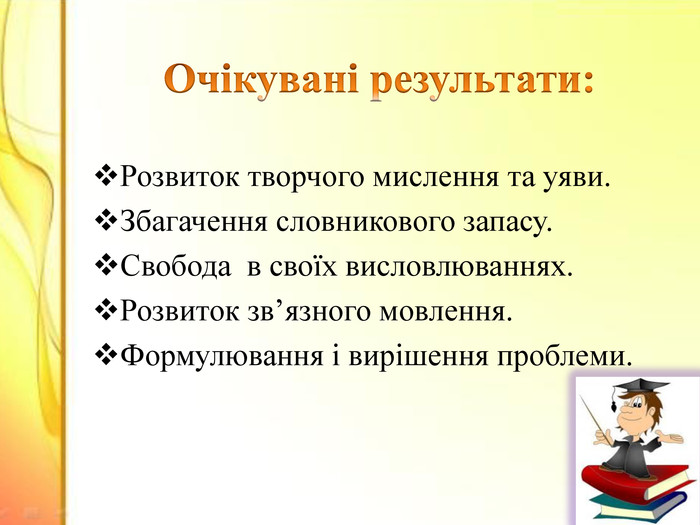 Очікувані результати:
❖Розвиток творчого мислення та уяви.
❖Збагачення словникового запасу.
❖Свобода  в своїх висловлюваннях.
❖Розвиток зв’язного мовлення.
❖Формулювання і вирішення проблеми.